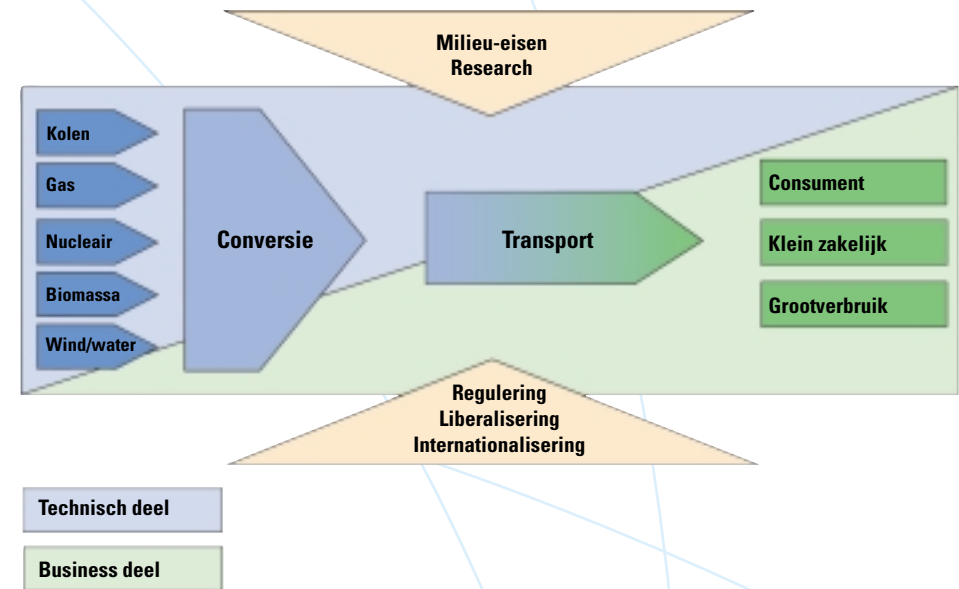 Milieu-eisen
Research
Kolen
Gas
Nucleair
Biomassa
Wind/water
Conversie
Transport
Consument
Klein zakelijk
Grootverbruik
Regulering
Liberalisering
Internationalisering
Technisch deel
Business deel